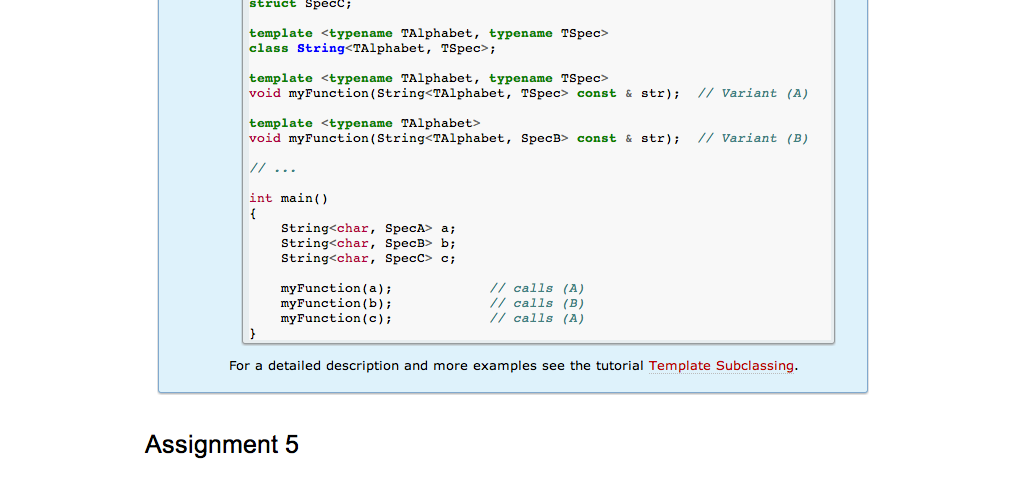 struct SpecC;
template <typename TAlphabet, typename TSpec>
class String<TAlphabet, TSpec>;
template <typename TAlphabet, typename TSpec>
void myFunction(String<TAlphabet, TSpec> const & str);  // Variant (A)
template <typename TAlphabet>
void myFunction(String<TAlphabet, SpecB> const & str);  // Variant (B)
// ...
int main()
{
    String<char, SpecA> a;
    String<char, SpecB> b;
    String<char, SpecC> c;
    myFunction(a);            // calls (A)
    myFunction(b);            // calls (B)
    myFunction(c);            // calls (A)
}
For a detailed description and more examples see the tutorial Template Subclassing.
Assignment 5